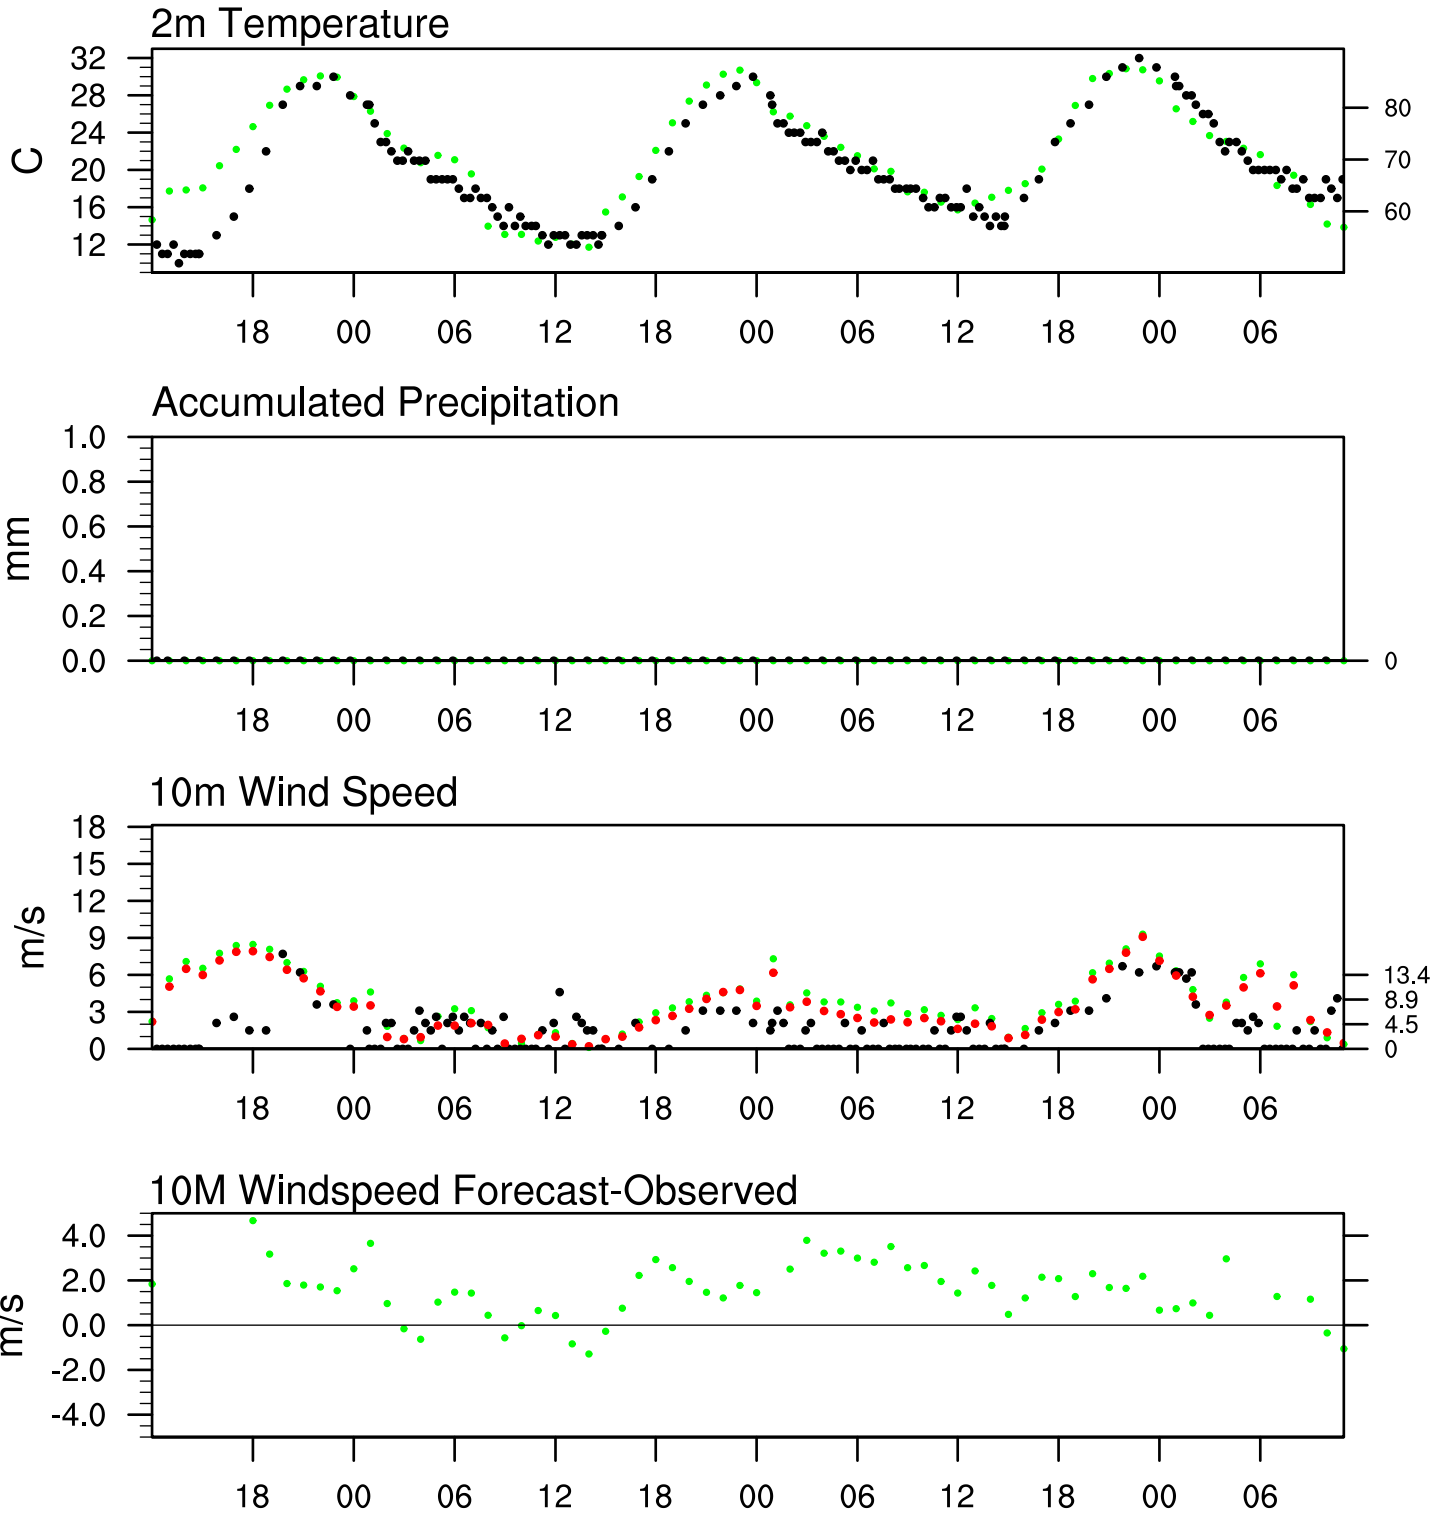 2m Temperature
32
28
24
20
16
12
C
80
70
60
18 00 06 12 18 00 06 12 18 00 06
Accumulated Precipitation
1.0
0.8
0.6
0.4
0.2
0.0
mm
0
18 00 06 12 18 00 06 12 18 00 06
10m Wind Speed
18
15
12
9
6
3
0
m/s
13.4
8.9
4.5
0
18 00 06 12 18 00 06 12 18 00 06
10M Windspeed Forecast-Observed
4.0
2.0
0.0
-2.0
-4.0
m/s
18 00 06 12 18 00 06 12 18 00 06